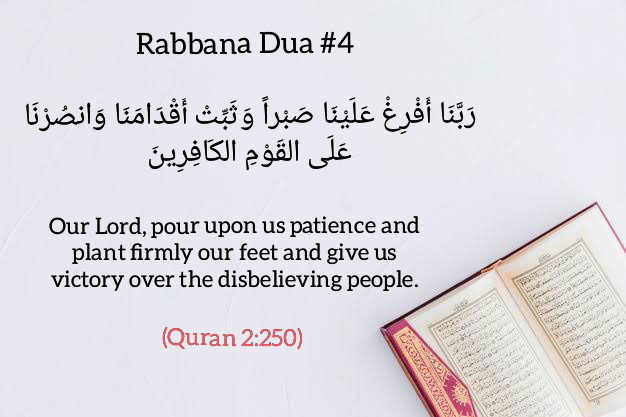 Rabbana Dua #4
رَبَّنَا أَفْرِغْ عَلَيْنَا صَبْراً وَثَبِّتْ أَقْدَامَنَا وَانصُرْنَا
عَلَى القَوْمِ الكَافِرِينَ
Our Lord, pour upon us patience and
plant firmly our feet and give us
victory over the disbelieving people.
(Quran 2:250)